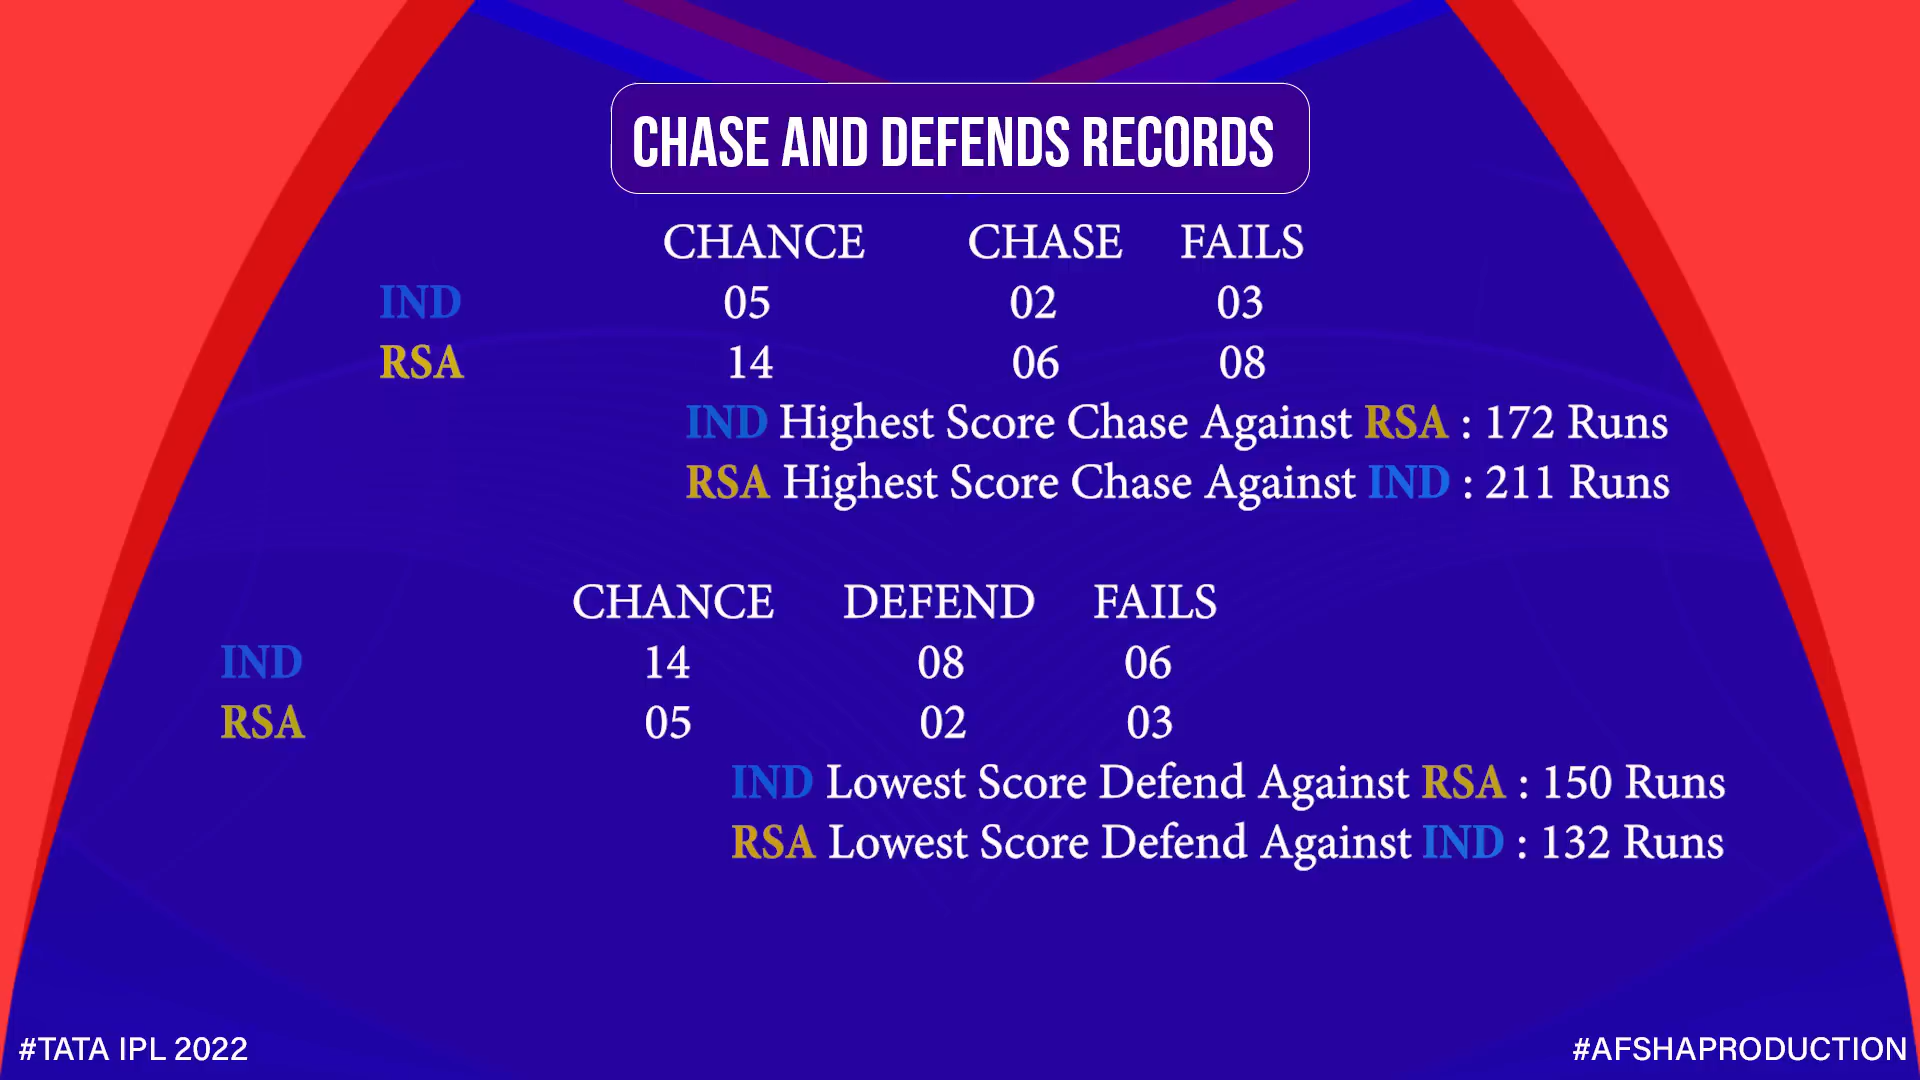 CHASE AND DEFENDS RECORDS
CHANCE CHASE FAILS
IND 05 02 03
RSA 14 06 08
IND Highest Score Chase Against RSA : 172 Runs
RSA Highest Score Chase Against IND : 211 Runs
CHANCE DEFEND FAILS
IND 14 08 06
RSA 05 02 03
IND Lowest Score Defend Against RSA : 150 Runs
RSA Lowest Score Defend Against IND : 132 Runs
#TATA IPL 2022
#AFSHAPRODUCTION